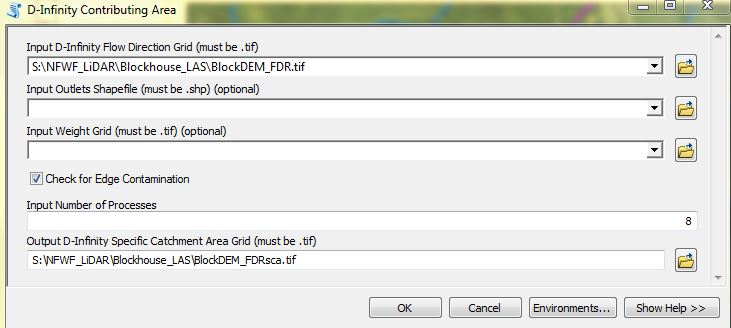 D-Infinity Contributing Area
Input D-Infinity Flow Direction Grid (must be .tif)
S:\NFWF_LiDAR\Blockhouse_LAS\BlockDEM_FDR.tif
Input Outlets Shapefile (must be .shp) (optional)
Input Weight Grid (must be .tif) (optional)
Check for Edge Contamination
Input Number of Processes
8
Output D-Infinity Specific Catchment Area Grid (must be .tif)
S:\NFWF_LiDAR\Blockhouse_LAS\BlockDEM_FDRsca.tif
OK Cancel Environments... Show Help >>